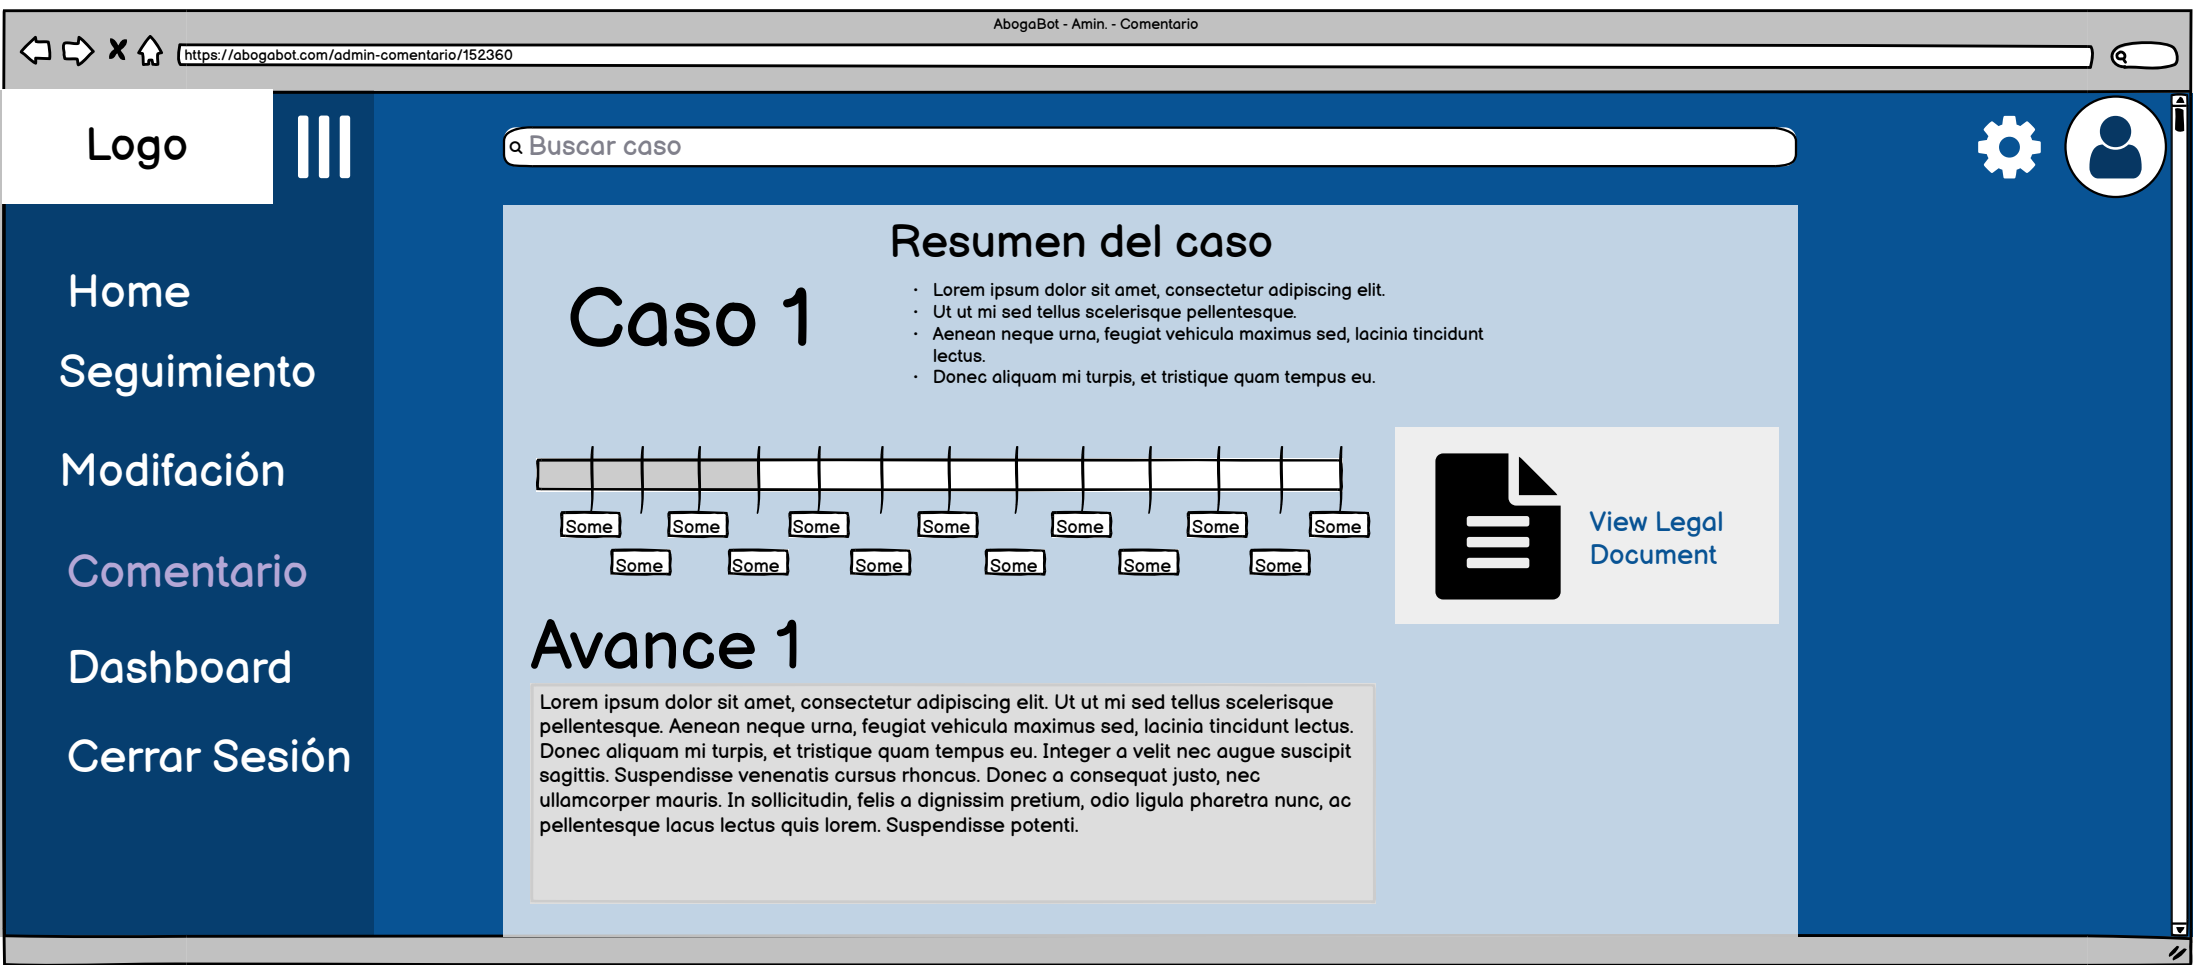 AbogaBot - Amin. - Comentario
https://abogabot.com/admin-comentario/152360
Logo
Buscar caso
Home
Seguimiento
Modifación
Comentario
Dashboard
Cerrar Sesión
Caso 1
Resumen del caso
· Lorem ipsum dolor sit amet, consectetur adipiscing elit.
· Ut ut mi sed tellus scelerisque pellentesque.
· Aenean neque urna, feugiat vehicula maximus sed, lacinia tincidunt
lectus.
· Donec aliquam mi turpis, et tristique quam tempus eu.
Some Some Some Some Some Some Some
Some Some Some Some Some Some
View Legal
Document
Avance 1
Lorem ipsum dolor sit amet, consectetur adipiscing elit. Ut ut mi sed tellus scelerisque
pellentesque. Aenean neque urna, feugiat vehicula maximus sed, lacinia tincidunt lectus.
Donec aliquam mi turpis, et tristique quam tempus eu. Integer a velit nec augue suscipit
sagittis. Suspendisse venenatis cursus rhoncus. Donec a consequat justo, nec
ullamcorper mauris. In sollicitudin, felis a dignissim pretium, odio ligula pharetra nunc, ac
pellentesque lacus lectus quis lorem. Suspendisse potenti.